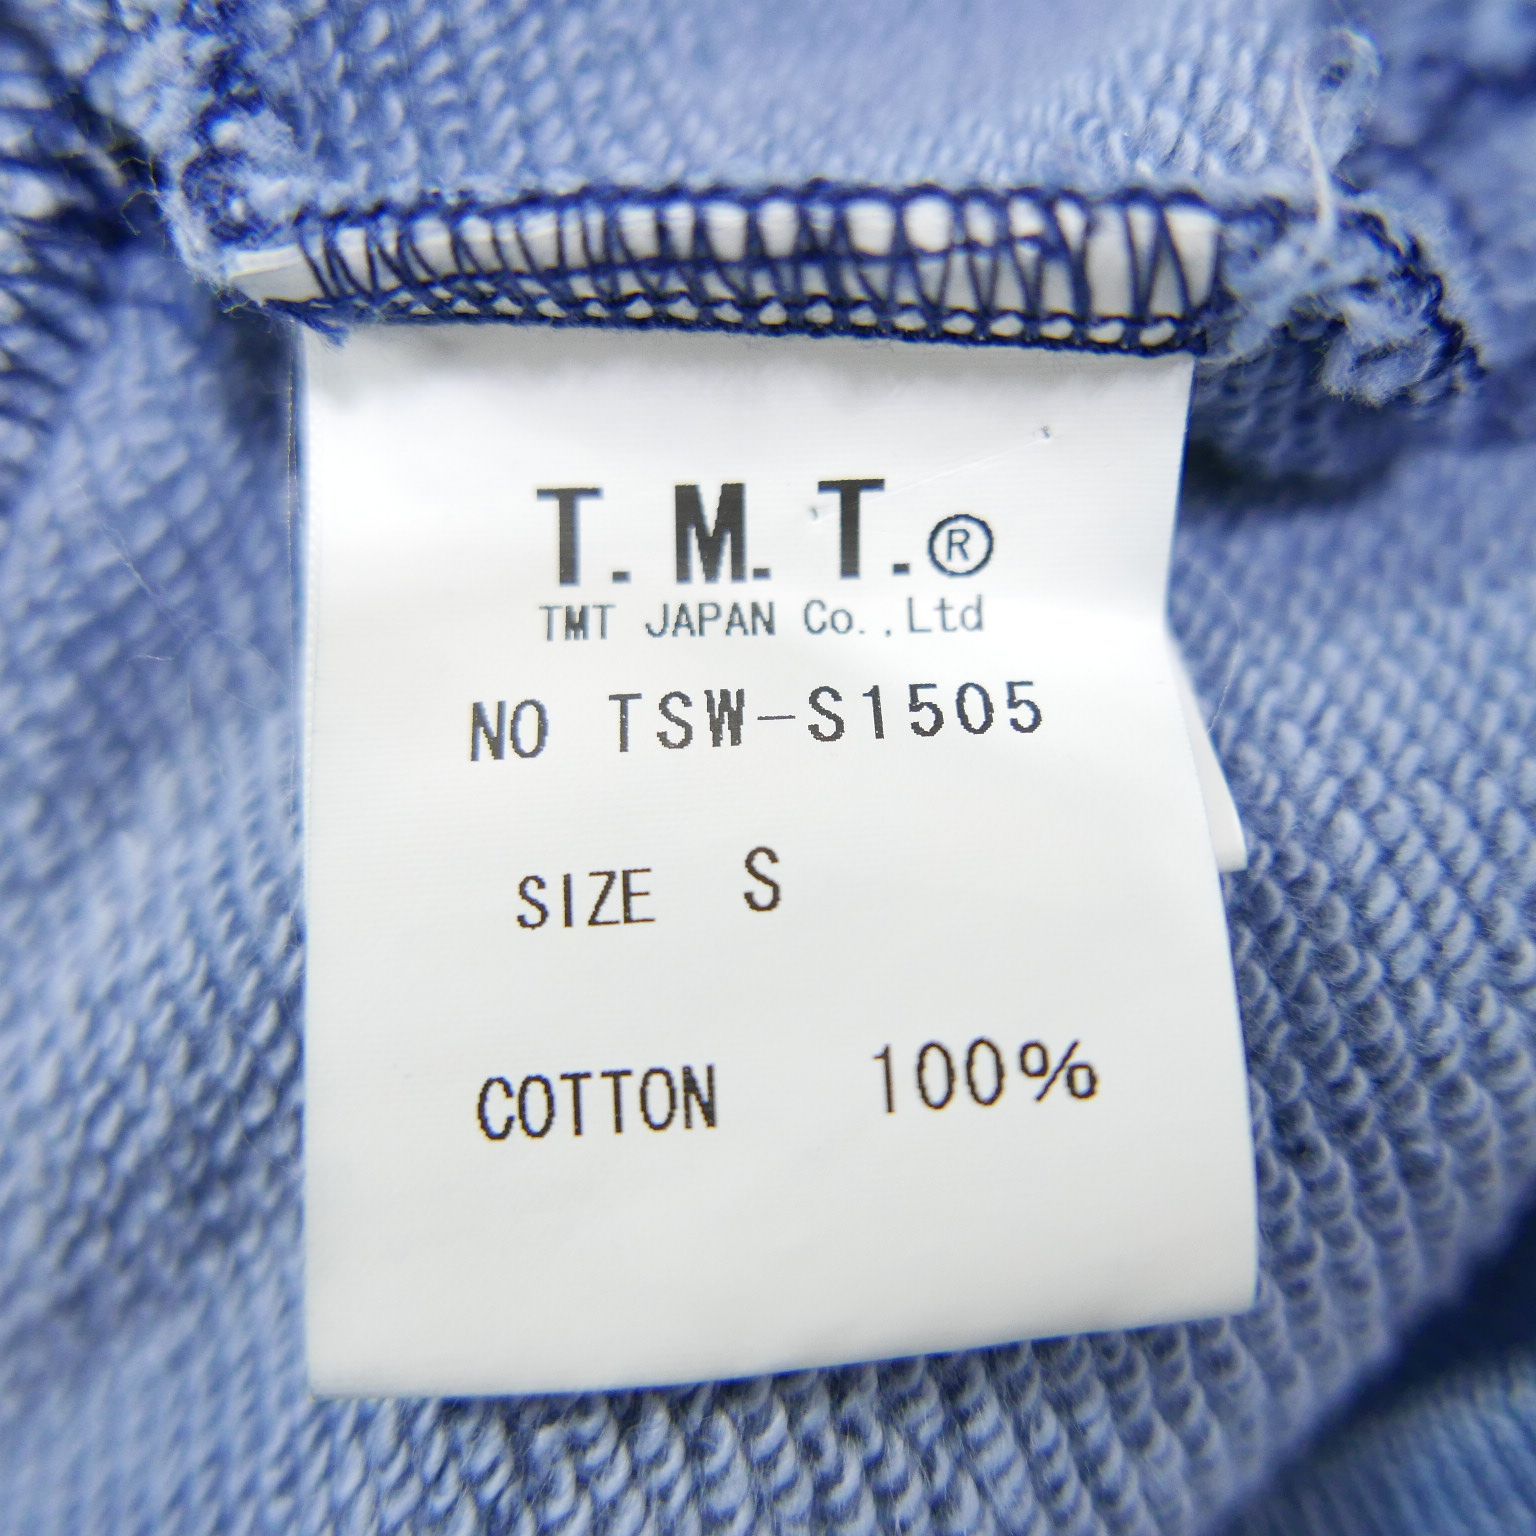 T.M.T.®
TMT JAPAN Co.,Ltd
NO TSW-S1505
SIZE S
COTTON 100%